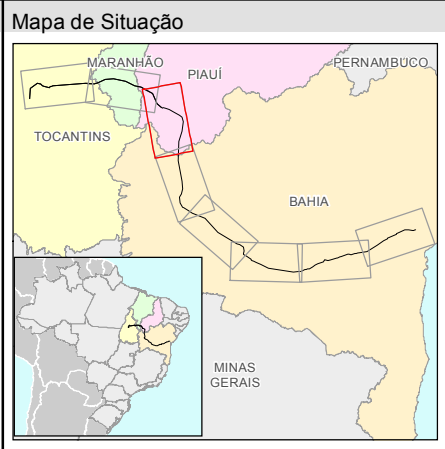 Mapa de Situação
MARANHÃO
PIAUÍ
PERNAMBUCO
TOCANTINS
BAHIA
MINAS
GERAIS